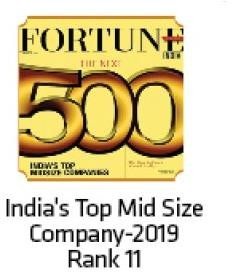 FORTUNE
INDIA
THE NEXT
500
INDIA'S TOP
MIDSIZE COMPANIES
India's Top Mid Size
Company-2019
Rank 11